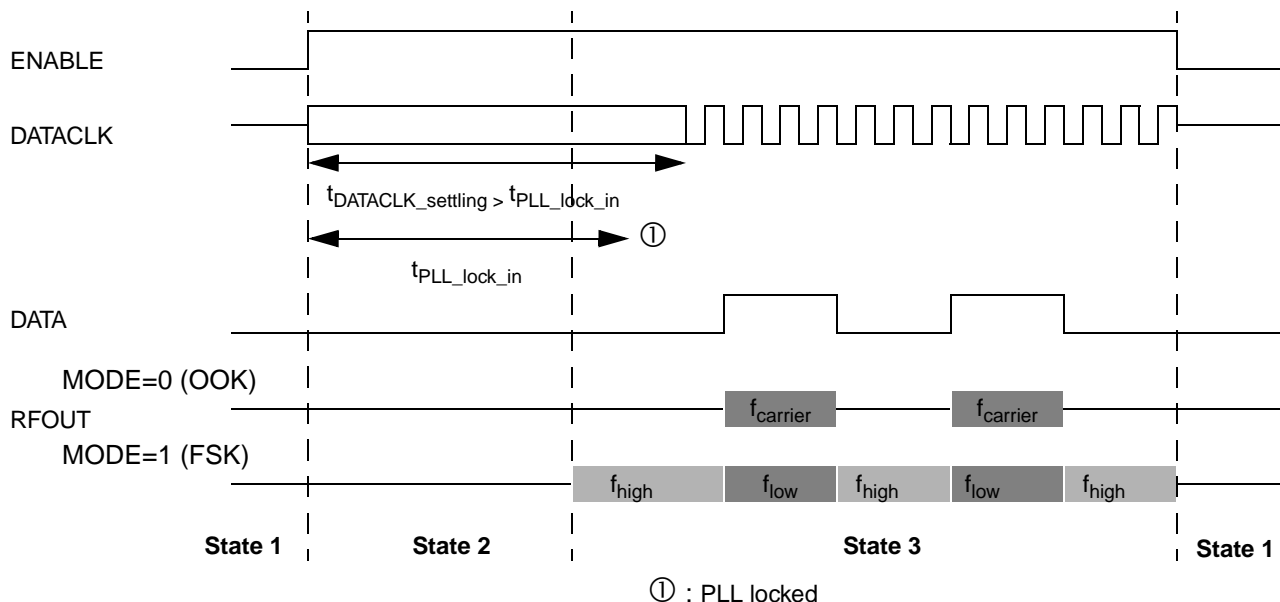 ENABLE
DATACLK
tDATACLK_settling > tPLL_lock_in
①
tPLL_lock_in
DATA
MODE=0 (OOK)
fcarrier fcarrier
RFOUT
MODE=1 (FSK)
fhigh flow fhigh flow fhigh
State 1 State 2 State 3 State 1
① : PLL locked